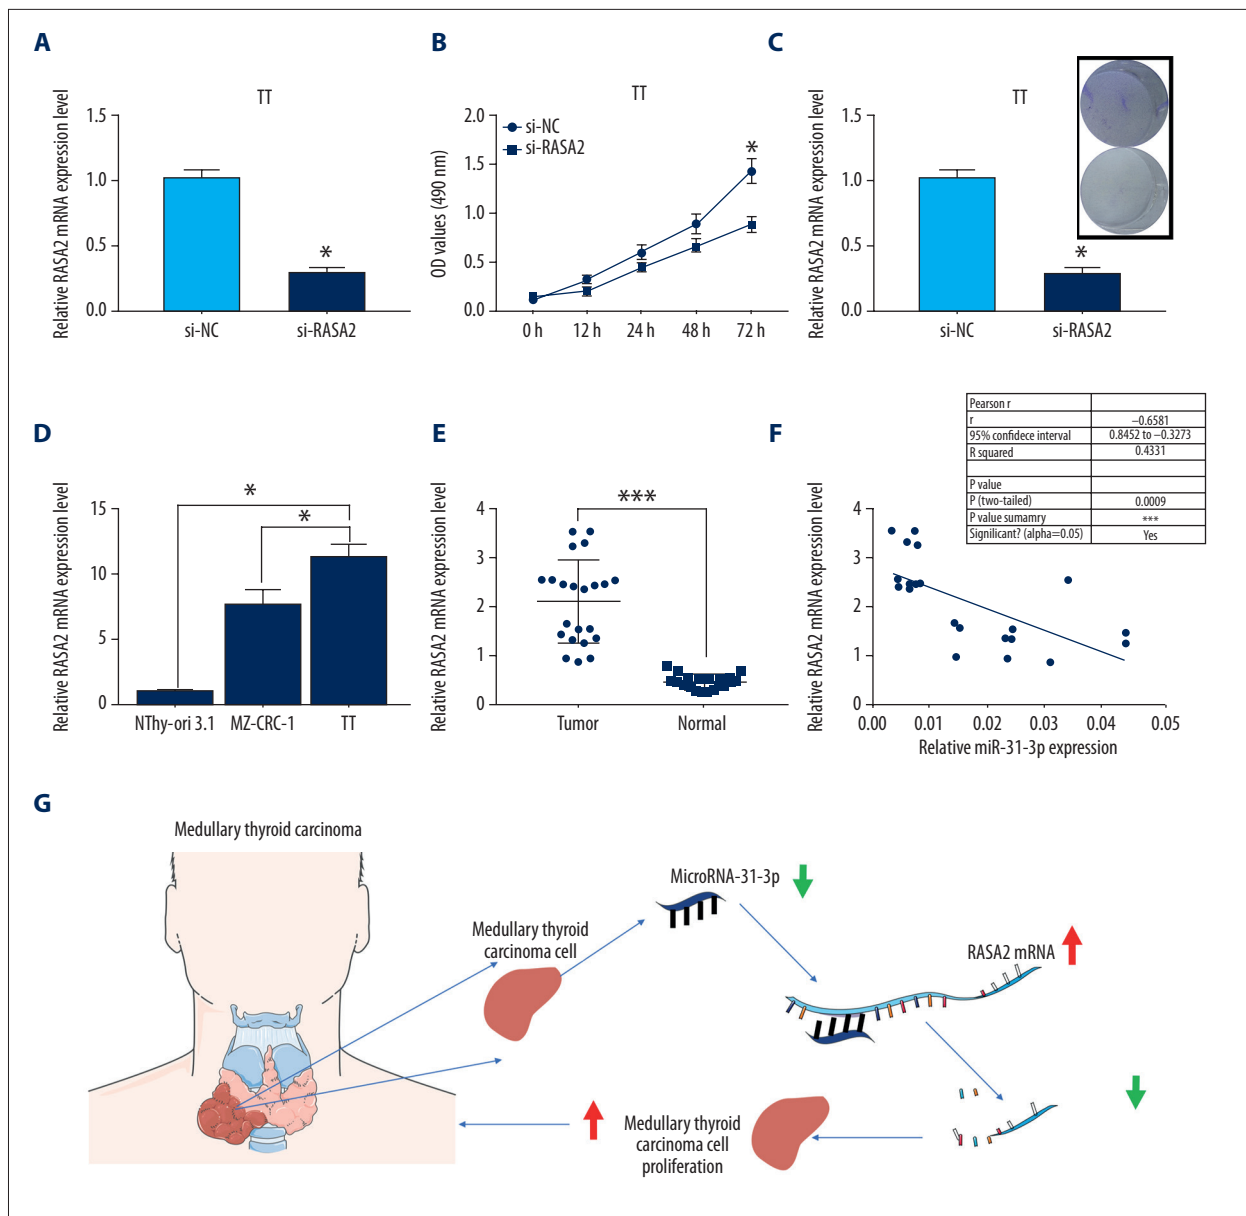 A
TT
Relative RASA2 mRNA expression level
1.5
1.0
0.5
0.0
*
si-NC
si-RASA2
B
TT
OD values (490 nm)
2.0
1.5
1.0
0.5
0.0
si-NC
si-RASA2
*
0 h
12 h
24 h
48 h
72 h
C
TT
Relative RASA2 mRNA expression level
1.5
1.0
0.5
0.0
*
si-NC
si-RASA2
D
Relative RASA2 mRNA expression level
15
10
5
0
*
*
NThy-ori 3.1
MZ-CRC-1
TT
E
Relative RASA2 mRNA expression level
4
3
2
1
0
***
Tumor
Normal
F
Pearson r
r −0.6581
95% confidece interval 0.8452 to −0.3273
R squared 0.4331
P value
P (two-tailed) 0.0009
P value sumamry ***
Significant? (alpha=0.05) Yes
Relative RASA2 mRNA expression level
4
3
2
1
0
0.00
0.01
0.02
0.03
0.04
0.05
Relative miR-31-3p expression
G
Medullary thyroid carcinoma
Medullary thyroid
carcinoma cell
MicroRNA-31-3p
RASA2 mRNA
Medullary thyroid
carcinoma cell
proliferation